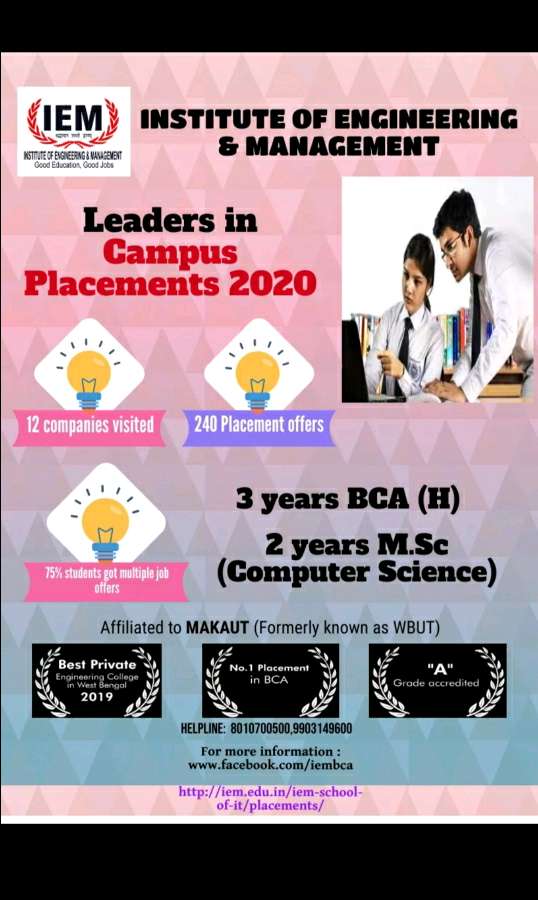 IEM
INSTITUTE OF ENGINEERING & MANAGEMENT
Good Education, Good Jobs
INSTITUTE OF ENGINEERING
& MANAGEMENT
Leaders in
Campus
Placements 2020
12 companies visited
240 Placement offers
75% students got multiple job
offers
3 years BCA (H)
2 years M.Sc
(Computer Science)
Affiliated to MAKAUT (Formerly known as WBUT)
Best Private
Engineering College
in West Bengal
2019
No.1 Placement
in BCA
"A"
Grade accredited
HELPLINE: 8010700500,9903149600
For more information :
www.facebook.com/iembca
http://iem.edu.in/iem-school-
of-it/placements/